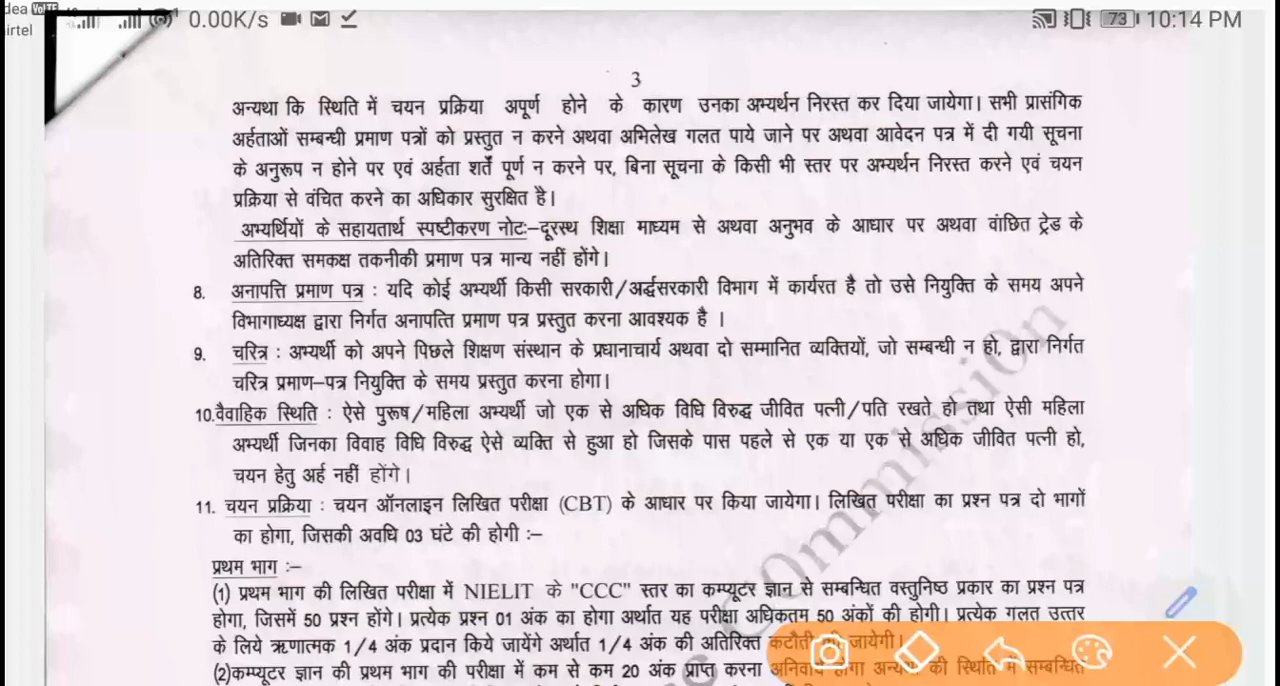 dea VoLTE 0.00K/s 73 10:14 PM
irtel
3
अन्यथा कि स्थिति में चयन प्रक्रिया अपूर्ण होने के कारण उनका अभ्यर्थन निरस्त कर दिया जायेगा। सभी प्रासंगिक
अर्हताओं सम्बन्धी प्रमाण पत्रों को प्रस्तुत न करने अथवा अभिलेख गलत पाये जाने पर अथवा आवेदन पत्र में दी गयी सूचना
के अनुरूप न होने पर एवं अर्हता शर्तें पूर्ण न करने पर, बिना सूचना के किसी भी स्तर पर अभ्यर्थन निरस्त करने एवं चयन
प्रक्रिया से वंचित करने का अधिकार सुरक्षित है।
अभ्यर्थियों के सहायतार्थ स्पष्टीकरण नोटः–दूरस्थ शिक्षा माध्यम से अथवा अनुभव के आधार पर अथवा वांछित ट्रेड के
अतिरिक्त समकक्ष तकनीकी प्रमाण पत्र मान्य नहीं होंगे।
8. अनापत्ति प्रमाण पत्र : यदि कोई अभ्यर्थी किसी सरकारी/अर्द्धसरकारी विभाग में कार्यरत है तो उसे नियुक्ति के समय अपने
विभागाध्यक्ष द्वारा निर्गत अनापत्ति प्रमाण पत्र प्रस्तुत करना आवश्यक है ।
9. चरित्र : अभ्यर्थी को अपने पिछले शिक्षण संस्थान के प्रधानाचार्य अथवा दो सम्मानित व्यक्तियों, जो सम्बन्धी न हो, द्वारा निर्गत
चरित्र प्रमाण–पत्र नियुक्ति के समय प्रस्तुत करना होगा।
10.वैवाहिक स्थिति : ऐसे पुरूष/महिला अभ्यर्थी जो एक से अधिक विधि विरुद्ध जीवित पत्नी/पति रखते हो तथा ऐसी महिला
अभ्यर्थी जिनका विवाह विधि विरुद्ध ऐसे व्यक्ति से हुआ हो जिसके पास पहले से एक या एक से अधिक जीवित पत्नी हो,
चयन हेतु अर्ह नहीं होंगे।
11. चयन प्रक्रिया : चयन ऑनलाइन लिखित परीक्षा (CBT) के आधार पर किया जायेगा। लिखित परीक्षा का प्रश्न पत्र दो भागों
का होगा, जिसकी अवधि 03 घंटे की होगी :–
प्रथम भाग :–
(1) प्रथम भाग की लिखित परीक्षा में NIELIT के "CCC" स्तर का कम्प्यूटर ज्ञान से सम्बन्धित वस्तुनिष्ठ प्रकार का प्रश्न पत्र
होगा, जिसमें 50 प्रश्न होंगे। प्रत्येक प्रश्न 01 अंक का होगा अर्थात यह परीक्षा अधिकतम 50 अंकों की होगी। प्रत्येक गलत उत्तर
के लिये ऋणात्मक 1/4 अंक प्रदान किये जायेंगे अर्थात 1/4 अंक की अतिरिक्त कटौती जायेगी।
(2)कम्प्यूटर ज्ञान की प्रथम भाग की परीक्षा में कम से कम 20 अंक प्राप्त करना अनिवार्य होगा की स्थिति में सम्बन्धित
Commission